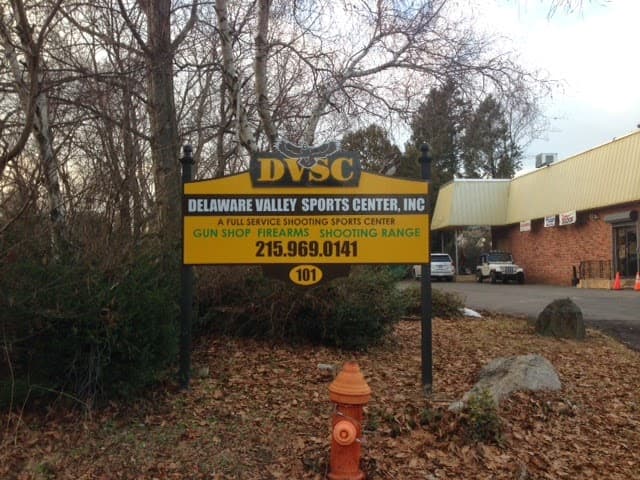 DVSC
DELAWARE VALLEY SPORTS CENTER, INC
A FULL SERVICE SHOOTING SPORTS CENTER
GUN SHOP FIREARMS SHOOTING RANGE
215.969.0141
101